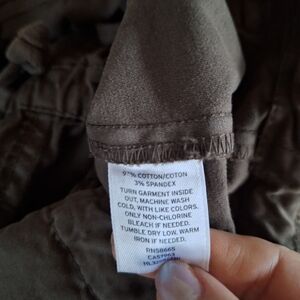 97% COTTON/COTON
3% SPANDEX
TURN GARMENT INSIDE
OUT, MACHINE WASH
COLD, WITH LIKE COLORS.
ONLY NON-CHLORINE
BLEACH IF NEEDED.
TUMBLE DRY LOW. WARM
IRON IF NEEDED.
RN58665